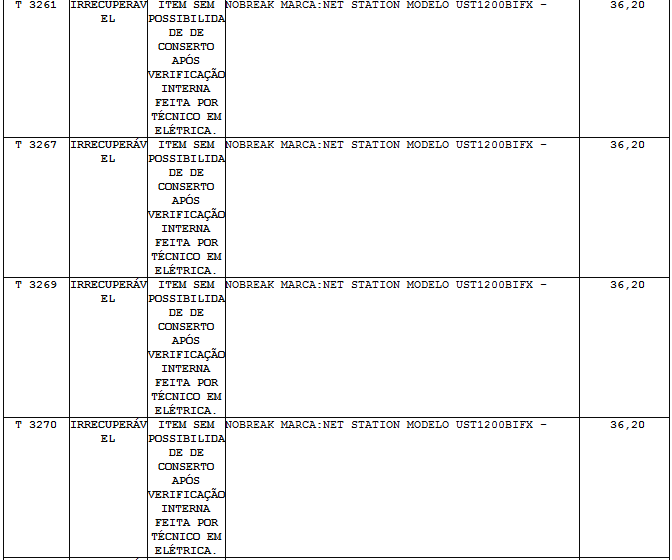 T 3261 IRRECUPERÁV ITEM SEM NOBREAK MARCA:NET STATION MODELO UST1200BIFX – 36,20
EL POSSIBILIDA
DE DE
CONSERTO
APÓS
VERIFICAÇÃO
INTERNA
FEITA POR
TÉCNICO EM
ELÉTRICA.
T 3267 IRRECUPERÁV ITEM SEM NOBREAK MARCA:NET STATION MODELO UST1200BIFX – 36,20
EL POSSIBILIDA
DE DE
CONSERTO
APÓS
VERIFICAÇÃO
INTERNA
FEITA POR
TÉCNICO EM
ELÉTRICA.
T 3269 IRRECUPERÁV ITEM SEM NOBREAK MARCA:NET STATION MODELO UST1200BIFX – 36,20
EL POSSIBILIDA
DE DE
CONSERTO
APÓS
VERIFICAÇÃO
INTERNA
FEITA POR
TÉCNICO EM
ELÉTRICA.
T 3270 IRRECUPERÁV ITEM SEM NOBREAK MARCA:NET STATION MODELO UST1200BIFX – 36,20
EL POSSIBILIDA
DE DE
CONSERTO
APÓS
VERIFICAÇÃO
INTERNA
FEITA POR
TÉCNICO EM
ELÉTRICA.